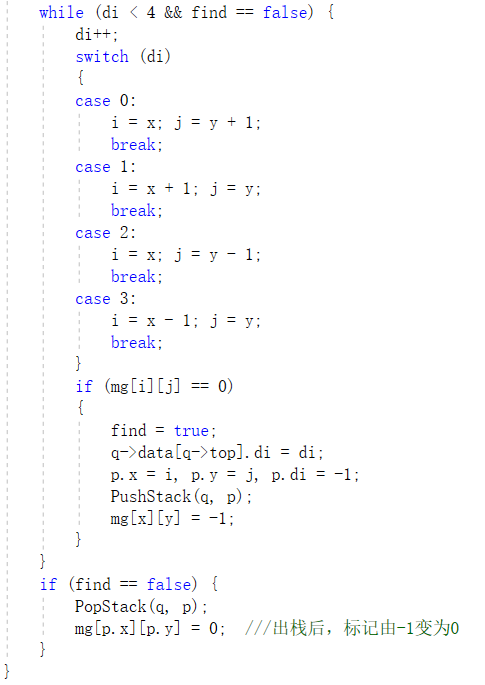 while (di < 4 && find == false) {
di++;
switch (di)
{
case 0:
i = x; j = y + 1;
break;
case 1:
i = x + 1; j = y;
break;
case 2:
i = x; j = y - 1;
break;
case 3:
i = x - 1; j = y;
break;
}
if (mg[i][j] == 0)
{
find = true;
q->data[q->top].di = di;
p.x = i, p.y = j, p.di = -1;
PushStack(q, p);
mg[x][y] = -1;
}
}
if (find == false) {
PopStack(q, p);
mg[p.x][p.y] = 0;  ///出栈后，标记由-1变为0
}
}